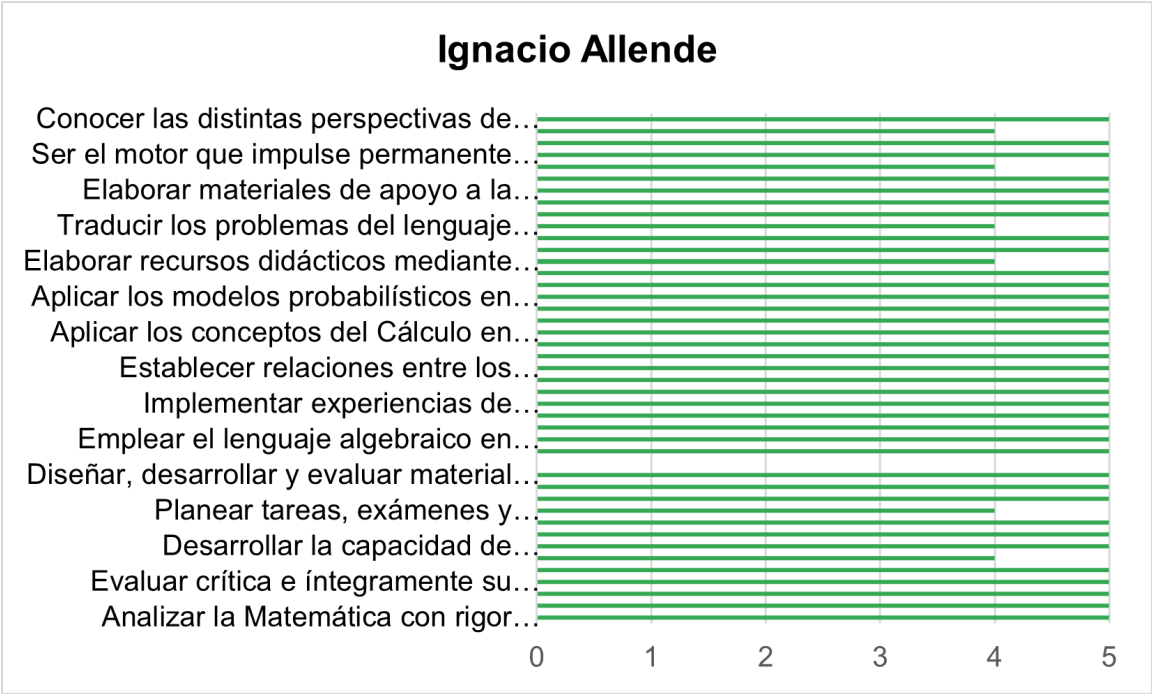 Ignacio Allende
Conocer las distintas perspectivas de…
Ser el motor que impulse permanente…
Elaborar materiales de apoyo a la…
Traducir los problemas del lenguaje…
Elaborar recursos didácticos mediante…
Aplicar los modelos probabilísticos en…
Aplicar los conceptos del Cálculo en…
Establecer relaciones entre los…
Implementar experiencias de…
Emplear el lenguaje algebraico en…
Diseñar, desarrollar y evaluar material…
Planear tareas, exámenes y…
Desarrollar la capacidad de…
Evaluar crítica e íntegramente su…
Analizar la Matemática con rigor…
0 1 2 3 4 5